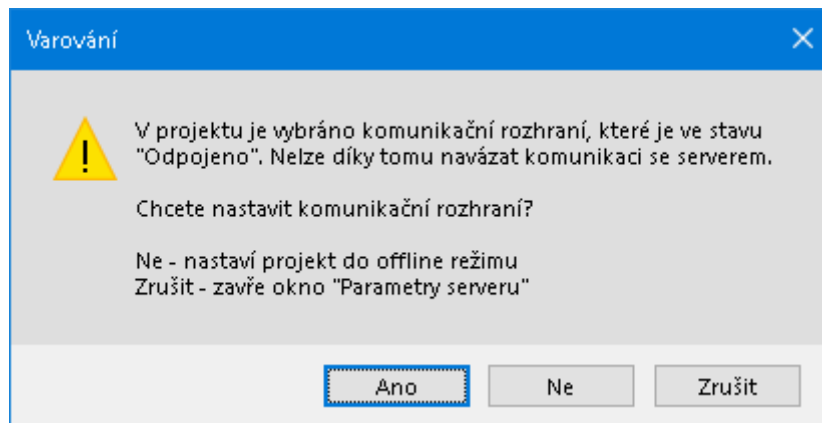 Varování
V projektu je vybráno komunikační rozhraní, které je ve stavu
"Odpojeno". Nelze díky tomu navázat komunikaci se serverem.
Chcete nastavit komunikační rozhraní?
Ne - nastaví projekt do offline režimu
Zrušit - zavře okno "Parametry serveru"
Ano
Ne
Zrušit